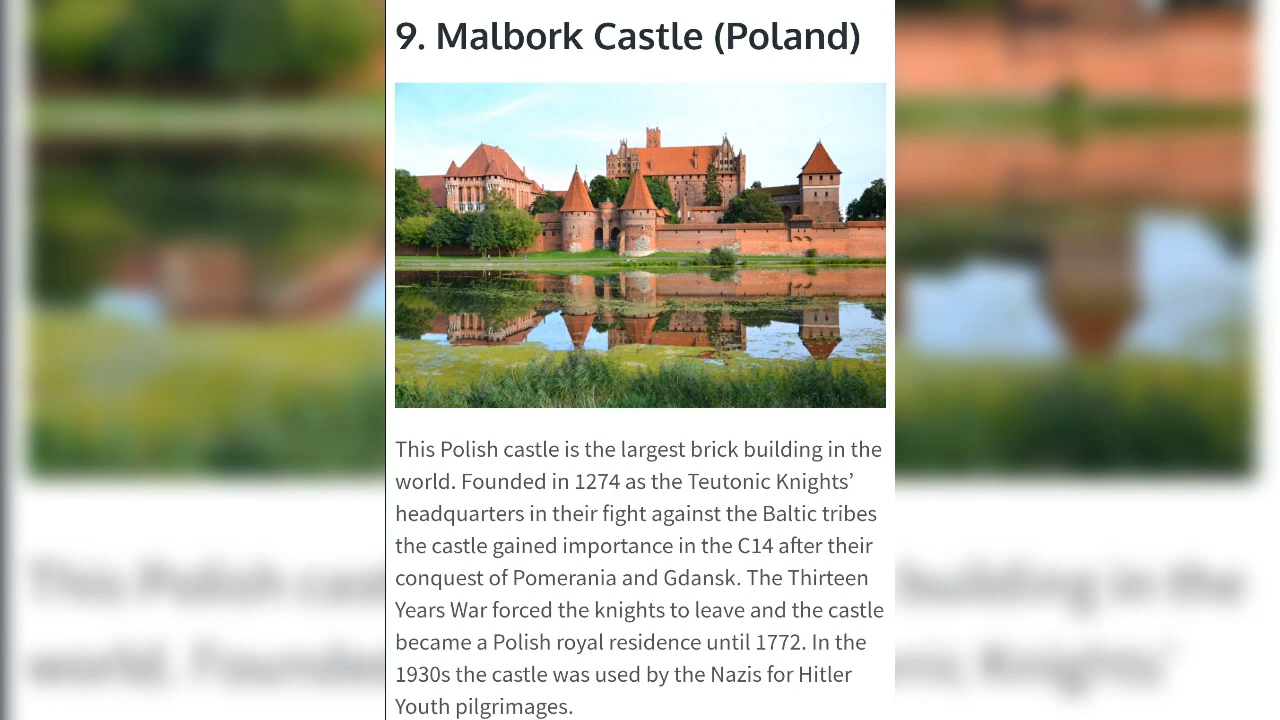 9. Malbork Castle (Poland)
This Polish castle is the largest brick building in the
world. Founded in 1274 as the Teutonic Knights’
headquarters in their fight against the Baltic tribes
the castle gained importance in the C14 after their
conquest of Pomerania and Gdansk. The Thirteen
Years War forced the knights to leave and the castle
became a Polish royal residence until 1772. In the
1930s the castle was used by the Nazis for Hitler
Youth pilgrimages.